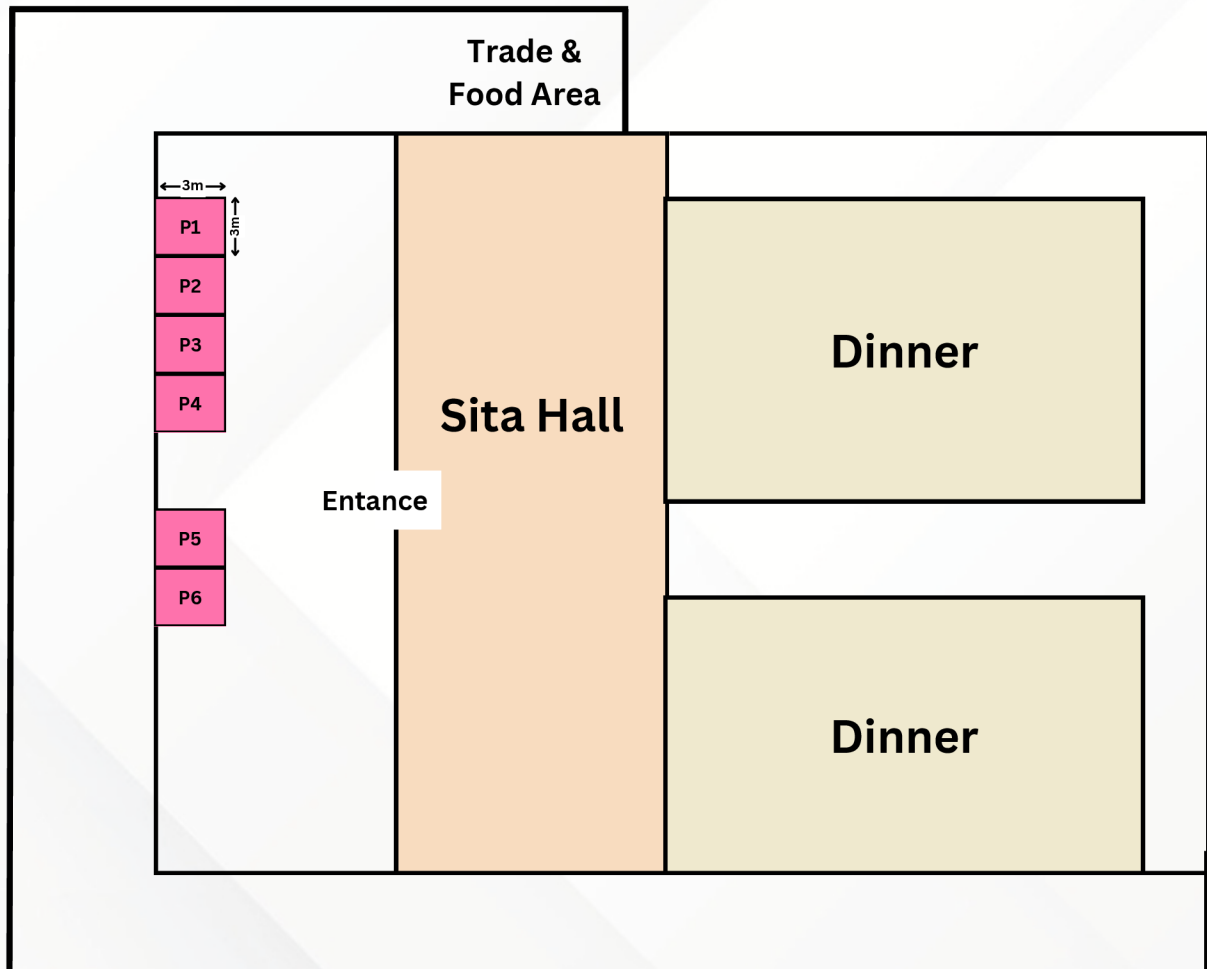 Trade &
Food Area
3m
3m
P1
P2
P3
P4
Dinner
Sita Hall
Entance
P5
P6
Dinner